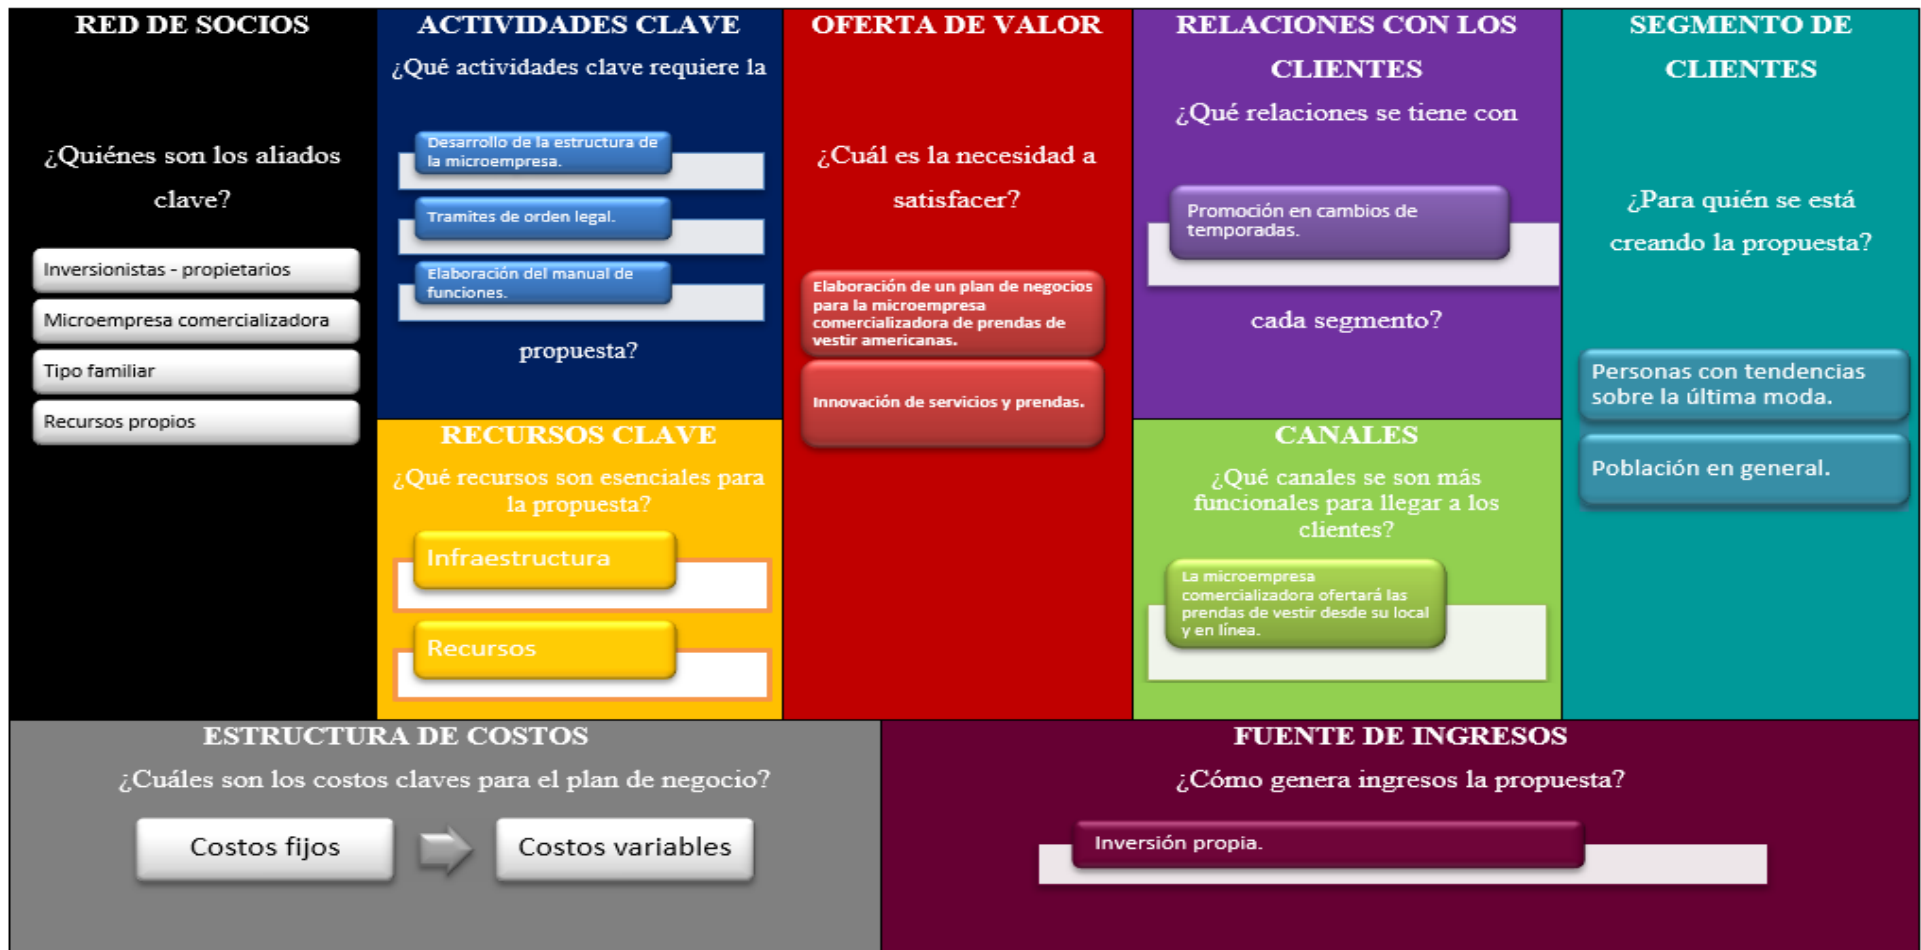 RED DE SOCIOS
¿Quiénes son los aliados
clave?
Inversionistas - propietarios
Microempresa comercializadora
Tipo familiar
Recursos propios
ACTIVIDADES CLAVE
¿Qué actividades clave requiere la
Desarrollo de la estructura de
la microempresa.
Tramites de orden legal.
Elaboración del manual de
funciones.
propuesta?
RECURSOS CLAVE
¿Qué recursos son esenciales para
la propuesta?
Infraestructura
Recursos
OFERTA DE VALOR
¿Cuál es la necesidad a
satisfacer?
Elaboración de un plan de negocios
para la microempresa
comercializadora de prendas de
vestir americanas.
Innovación de servicios y prendas.
RELACIONES CON LOS
CLIENTES
¿Qué relaciones se tiene con
Promoción en cambios de
temporadas.
cada segmento?
CANALES
¿Qué canales se son más
funcionales para llegar a los
clientes?
La microempresa
comercializadora ofertará las
prendas de vestir desde su local
y en línea.
SEGMENTO DE
CLIENTES
¿Para quién se está
creando la propuesta?
Personas con tendencias
sobre la última moda.
Población en general.
ESTRUCTURA DE COSTOS
¿Cuáles son los costos claves para el plan de negocio?
Costos fijos
Costos variables
FUENTE DE INGRESOS
¿Cómo genera ingresos la propuesta?
Inversión propia.